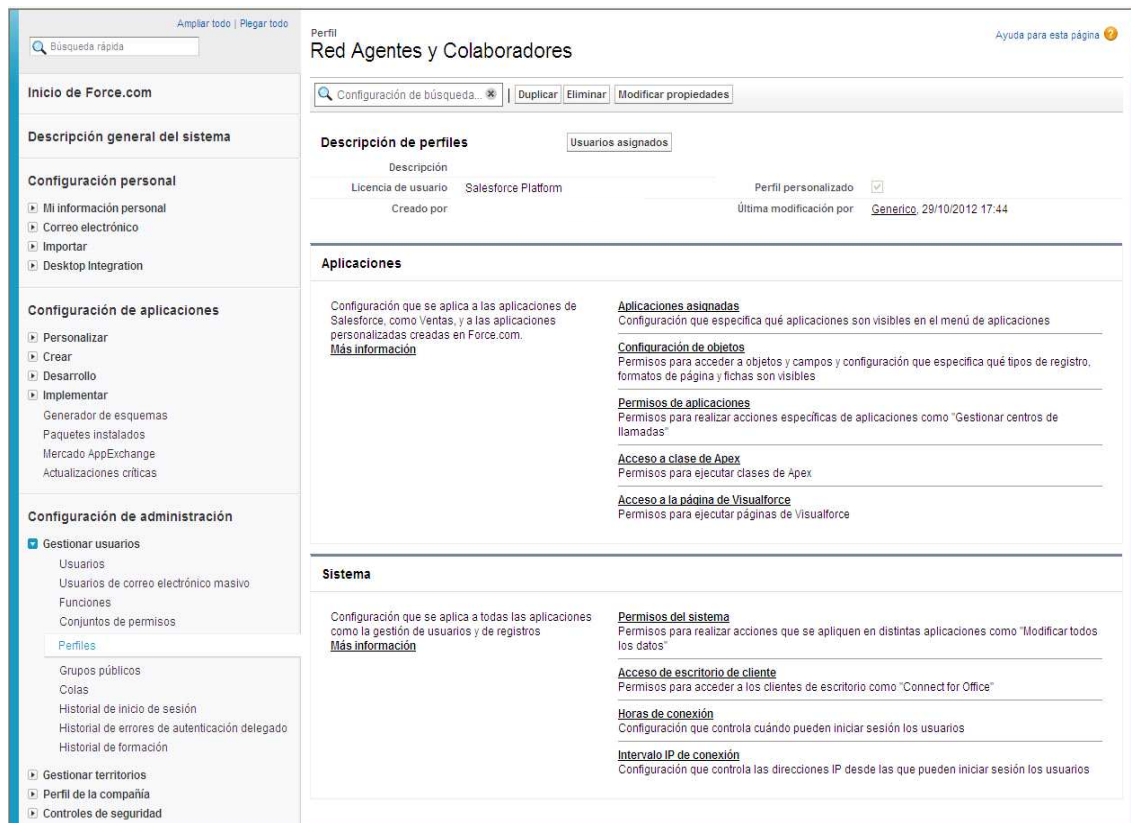 Ampliar todo | Plegar todo
Búsqueda rápida
Inicio de Force.com
Descripción general del sistema
Configuración personal
Mi información personal
Correo electrónico
Importar
Desktop Integration
Configuración de aplicaciones
Personalizar
Crear
Desarrollo
Implementar
Generador de esquemas
Paquetes instalados
Mercado AppExchange
Actualizaciones críticas
Configuración de administración
Gestionar usuarios
Usuarios
Usuarios de correo electrónico masivo
Funciones
Conjuntos de permisos
Perfiles
Grupos públicos
Colas
Historial de inicio de sesión
Historial de errores de autenticación delegado
Historial de formación
Gestionar territorios
Perfil de la compañía
Controles de seguridad
Perfil
Red Agentes y Colaboradores
Ayuda para esta página ?
Configuración de búsqueda... | Duplicar Eliminar Modificar propiedades
Descripción de perfiles Usuarios asignados
Descripción
Licencia de usuario Salesforce Platform Perfil personalizado
Creado por Última modificación por Generico, 29/10/2012 17:44
Aplicaciones
Configuración que se aplica a las aplicaciones de
Salesforce, como Ventas, y a las aplicaciones
personalizadas creadas en Force.com.
Más información
Aplicaciones asignadas
Configuración que especifica qué aplicaciones son visibles en el menú de aplicaciones
Configuración de objetos
Permisos para acceder a objetos y campos y configuración que especifica qué tipos de registro,
formatos de página y fichas son visibles
Permisos de aplicaciones
Permisos para realizar acciones específicas de aplicaciones como "Gestionar centros de
llamadas"
Acceso a clase de Apex
Permisos para ejecutar clases de Apex
Acceso a la página de Visualforce
Permisos para ejecutar páginas de Visualforce
Sistema
Configuración que se aplica a todas las aplicaciones
como la gestión de usuarios y de registros
Más información
Permisos del sistema
Permisos para realizar acciones que se apliquen en distintas aplicaciones como "Modificar todos
los datos"
Acceso de escritorio de cliente
Permisos para acceder a los clientes de escritorio como "Connect for Office"
Horas de conexión
Configuración que controla cuándo pueden iniciar sesión los usuarios
Intervalo IP de conexión
Configuración que controla las direcciones IP desde las que pueden iniciar sesión los usuarios